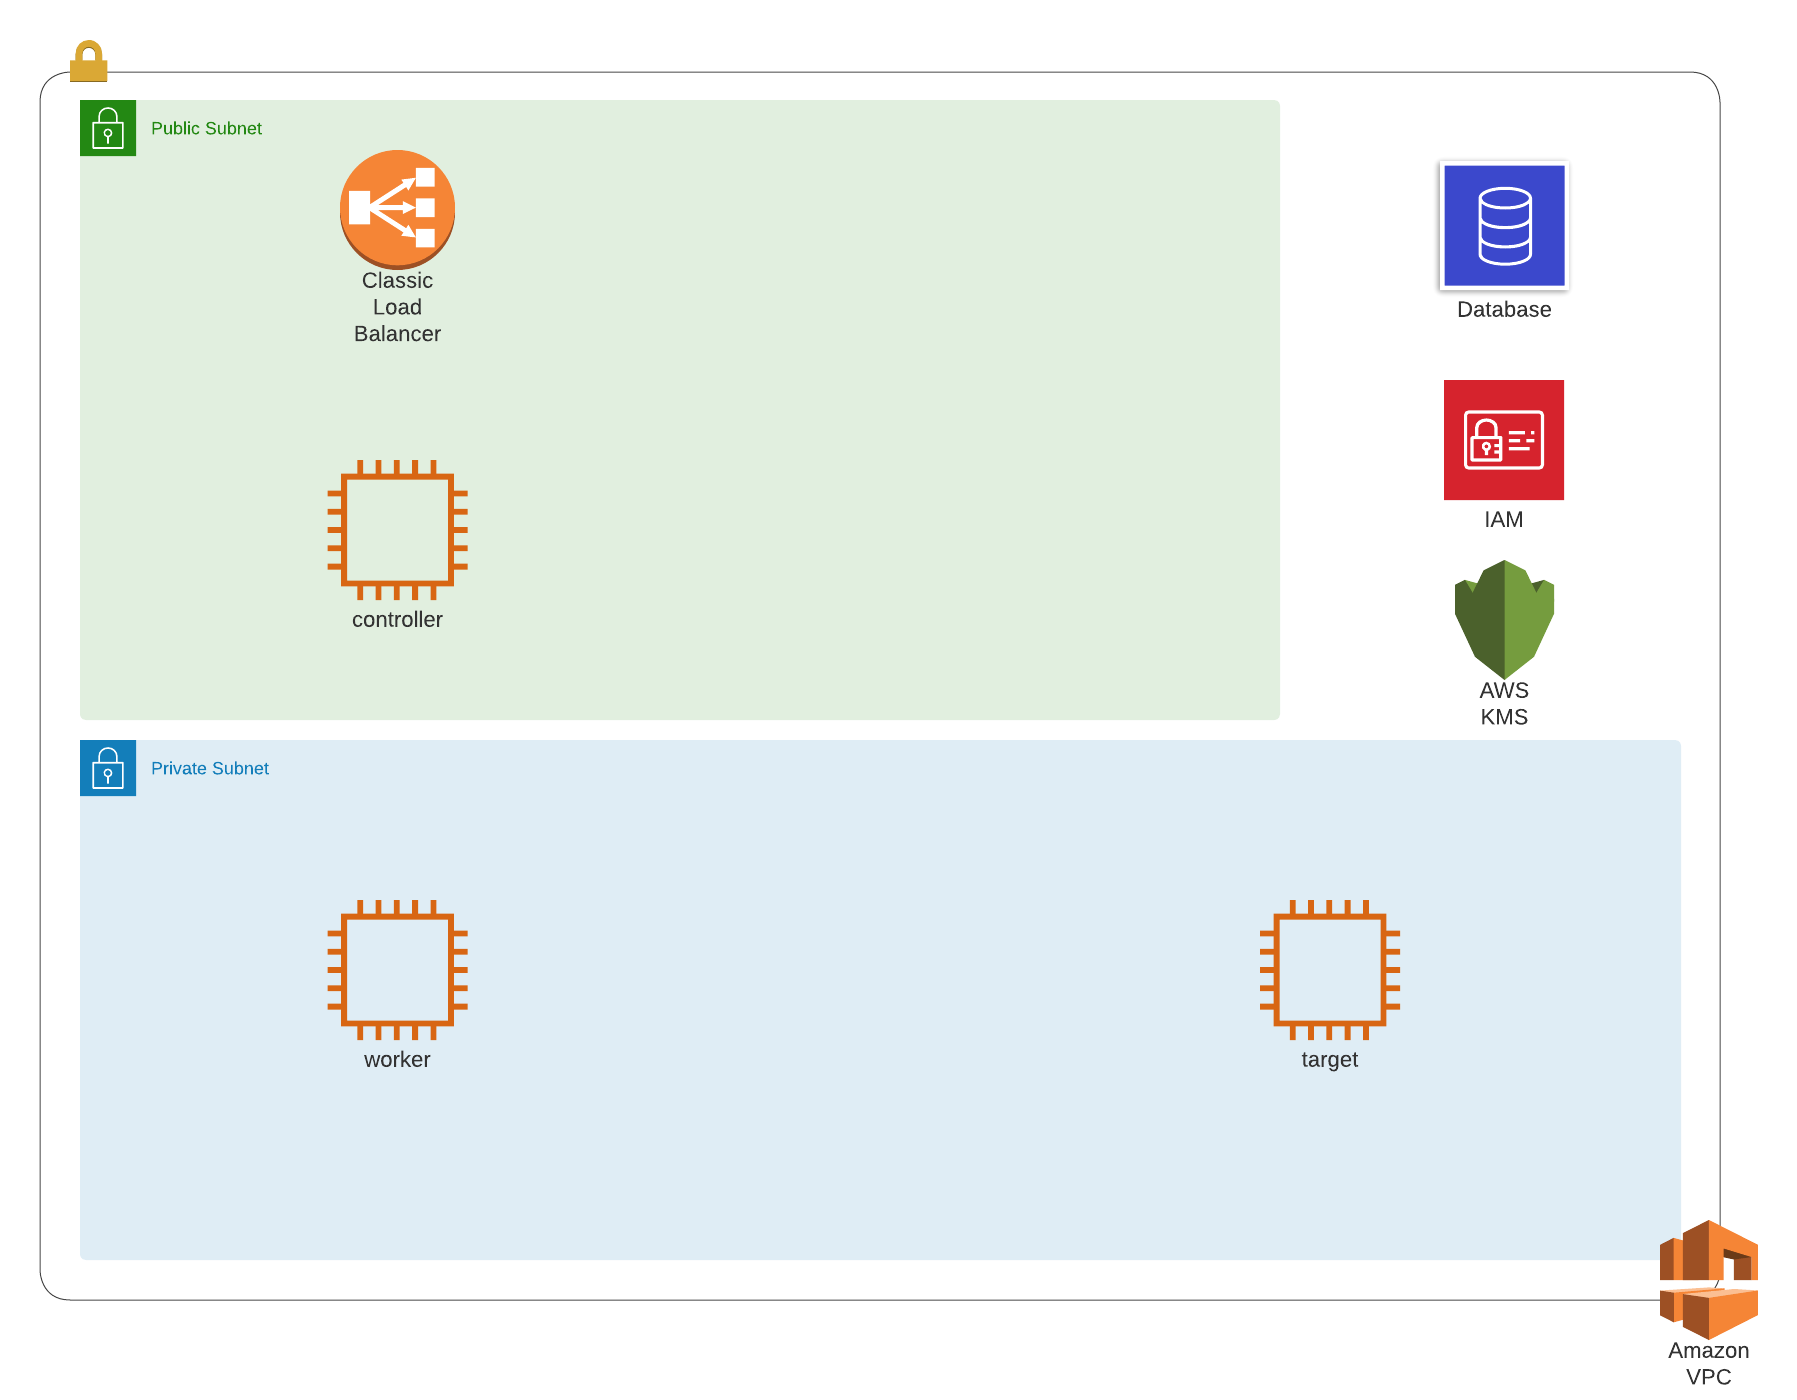 Public Subnet
Classic
Load
Balancer
Database
IAM
controller
AWS
KMS
Private Subnet
worker
target
Amazon
VPC